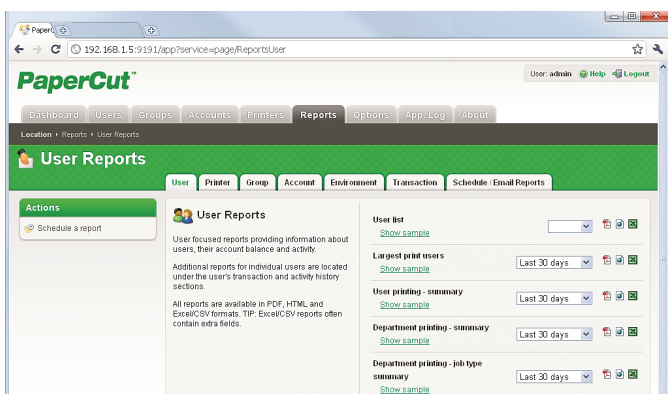 PaperC
192.168.1.5:9191/app?service=page/ReportsUser
PaperCut™
User: admin Help Logout
Dashboard Users Groups Accounts Printers Reports Options App. Log About
Location Reports User Reports
User Reports
User Printer Group Account Environment Transaction Schedule / Email Reports
Actions
Schedule a report
User Reports
User focused reports providing information about
users, their account balance and activity.
Additional reports for individual users are located
under the user's transaction and activity history
sections.
All reports are available in PDF, HTML and
Excel/CSV formats. TIP: Excel/CSV reports often
contain extra fields.
User list
Show sample
Largest print users
Show sample
Last 30 days
User printing - summary
Show sample
Last 30 days
Department printing - summary
Show sample
Last 30 days
Department printing - job type
summary
Show sample
Last 30 days